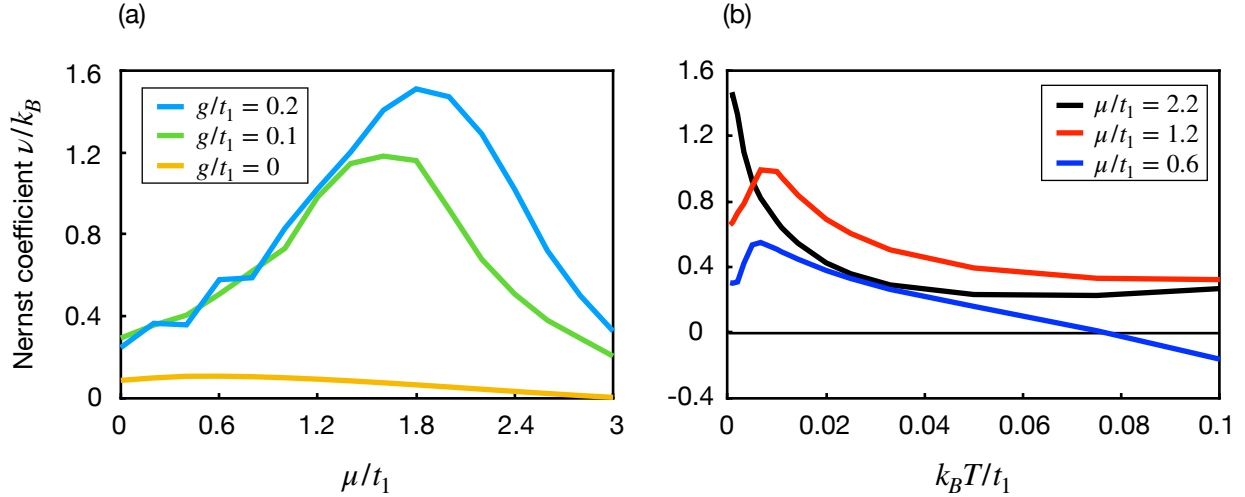 (a)
Nernst coefficient ν/k_B
1.6
1.2
0.8
0.4
0
g/t₁ = 0.2
g/t₁ = 0.1
g/t₁ = 0
0 0.6 1.2 1.8 2.4 3
μ/t₁
(b)
1.6
1.2
0.8
0.4
0
-0.4
μ/t₁ = 2.2
μ/t₁ = 1.2
μ/t₁ = 0.6
0 0.02 0.04 0.06 0.08 0.1
k_BT/t₁